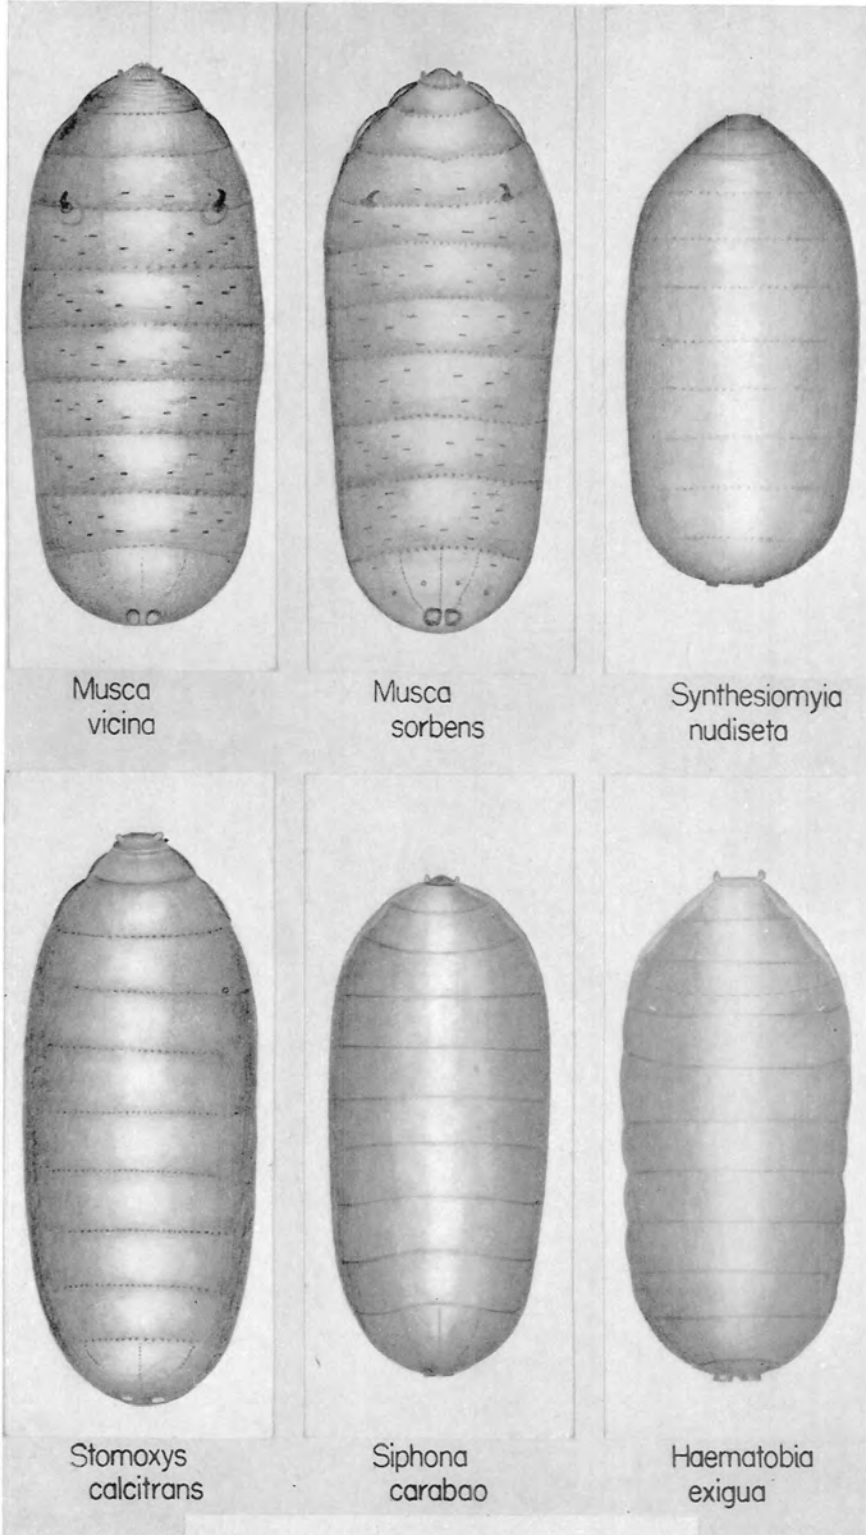 Musca
vicina
Musca
sorbens
Synthesiomyia
nudiseta
Stomoxys
calcitrans
Siphona
carabao
Haematobia
exigua